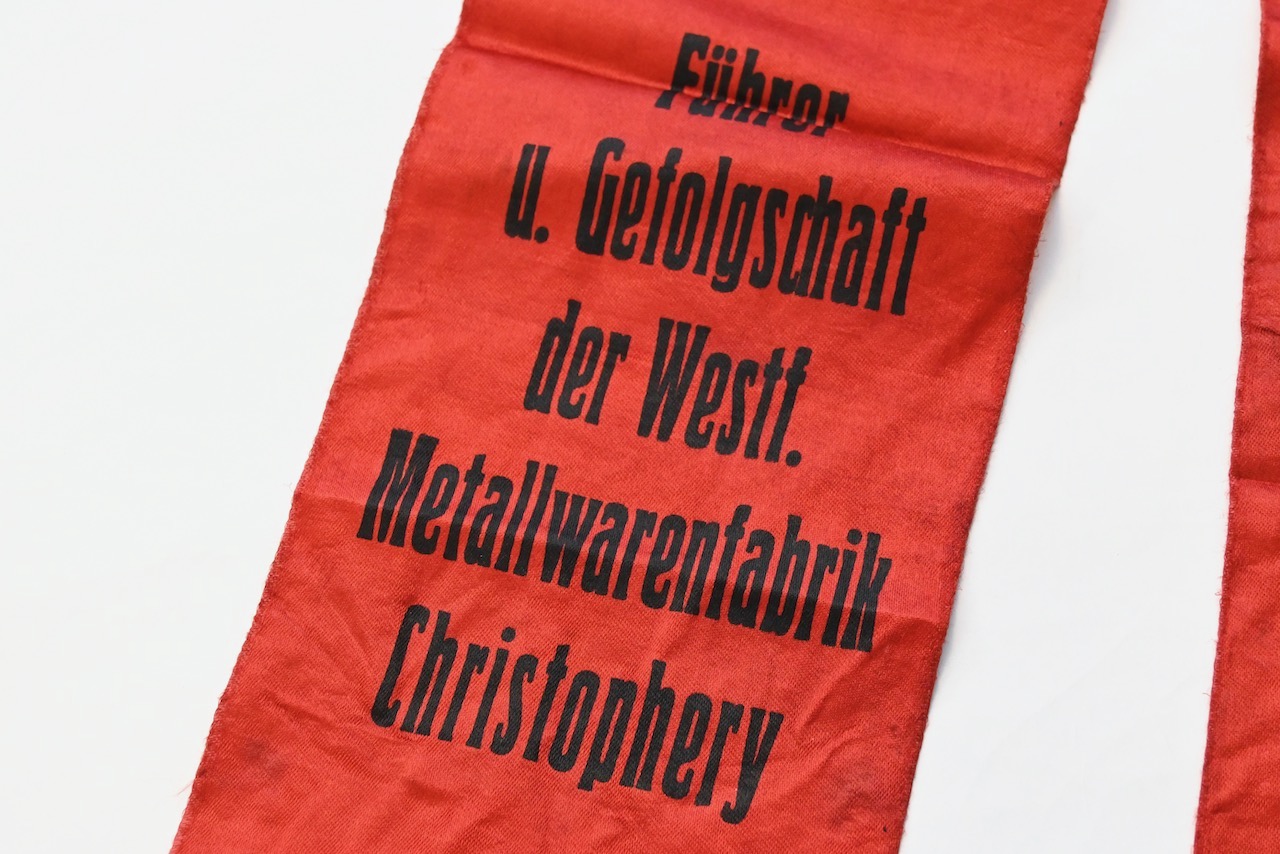 Führer
u. Gefolgschaft
der Westf.
Metallwarenfabrik
Christophery